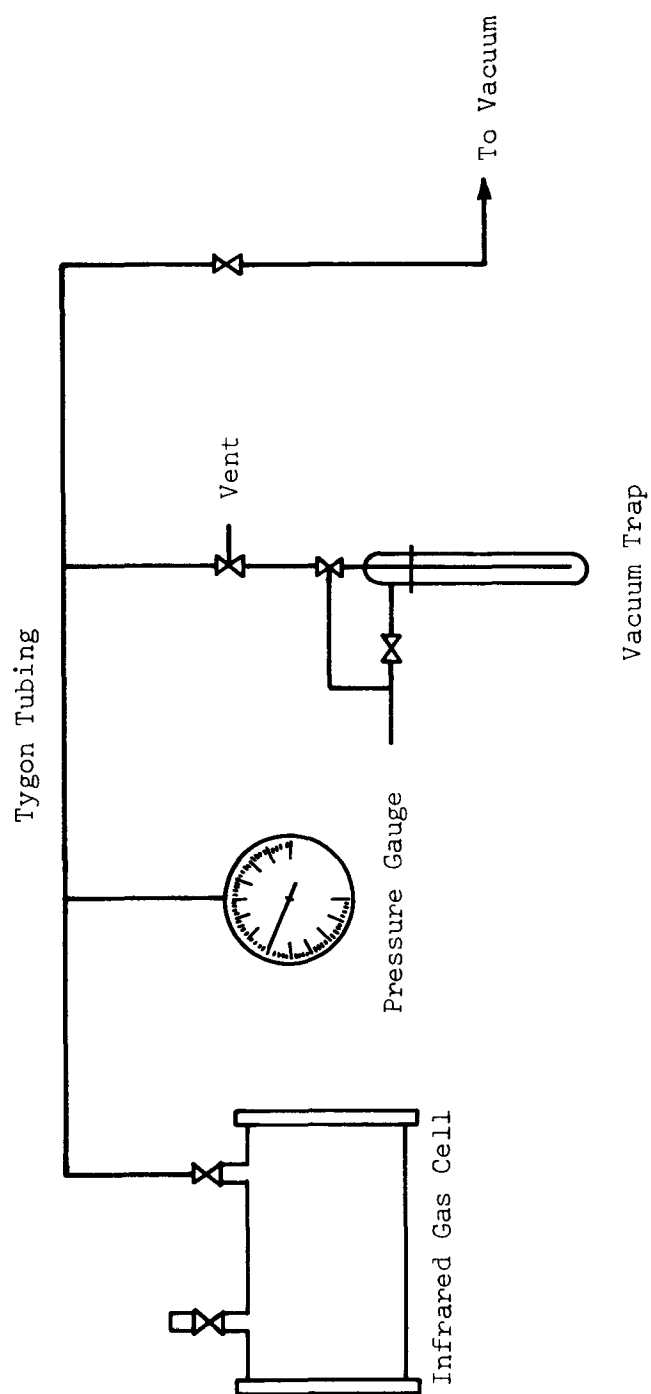 Tygon Tubing
To Vacuum
Vent
Pressure Gauge
Vacuum Trap
Infrared Gas Cell